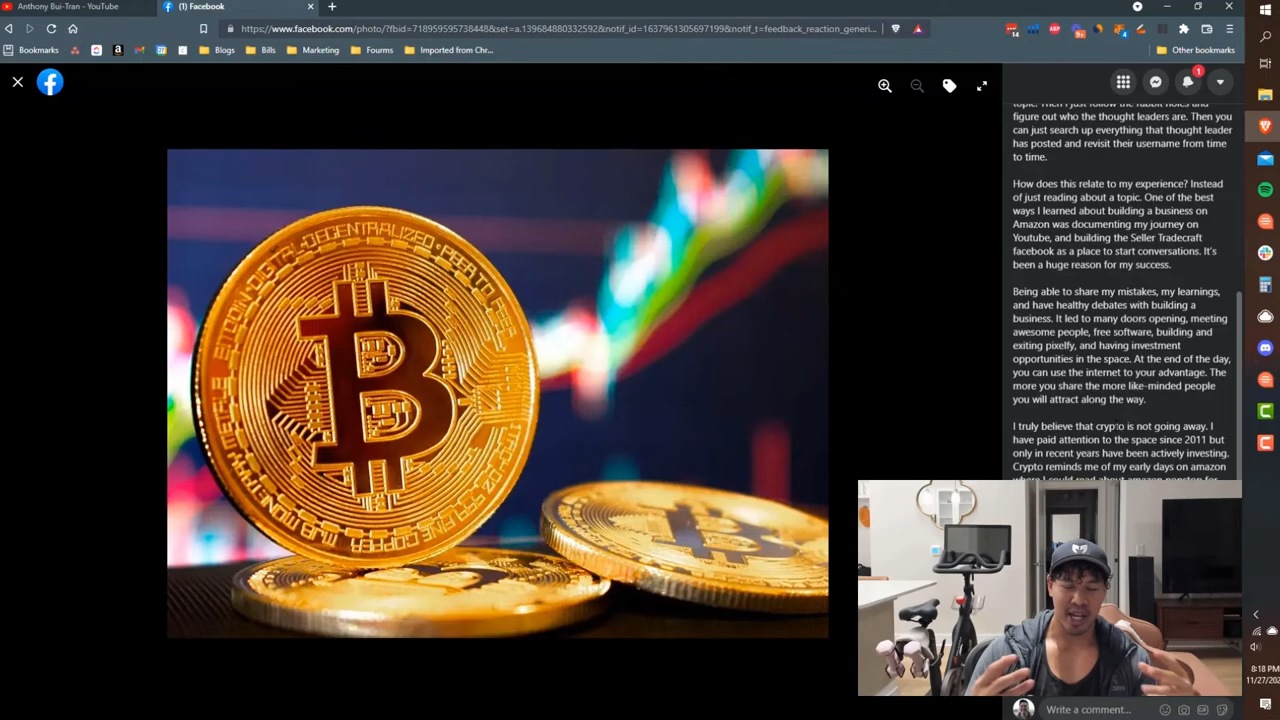 Anthony Bui-Tran - YouTube
(1) Facebook
https://www.facebook.com/photo/?fbid=718959595738448&set=a.139684880332592&notif_id=1637961305697199&notif_t=feedback_reaction_generi...
Bookmarks
Blogs
Bills
Marketing
Fourms
Imported from Chr...
Other bookmarks
topic. Then I just follow the rabbit holes and
figure out who the thought leaders are. Then you
can just search up everything that thought leader
has posted and revisit their username from time
to time.
How does this relate to my experience? Instead
of just reading about a topic. One of the best
ways I learned about building a business on
Amazon was documenting my journey on
Youtube, and building the Seller Tradecraft
facebook as a place to start conversations. It's
been a huge reason for my success.
Being able to share my mistakes, my learnings,
and have healthy debates with building a
business. It led to many doors opening, meeting
awesome people, free software, building and
exiting pixelfy, and having investment
opportunities in the space. At the end of the day,
you can use the internet to your advantage. The
more you share the more like-minded people
you will attract along the way.
I truly believe that crypto is not going away. I
have paid attention to the space since 2011 but
only in recent years have been actively investing.
Crypto reminds me of my early days on amazon
where I could read about amazon nonstop for
BITCOIN·DIGITAL·DECENTRALIZED·PEER TO PEER
Write a comment...
8:18 PM